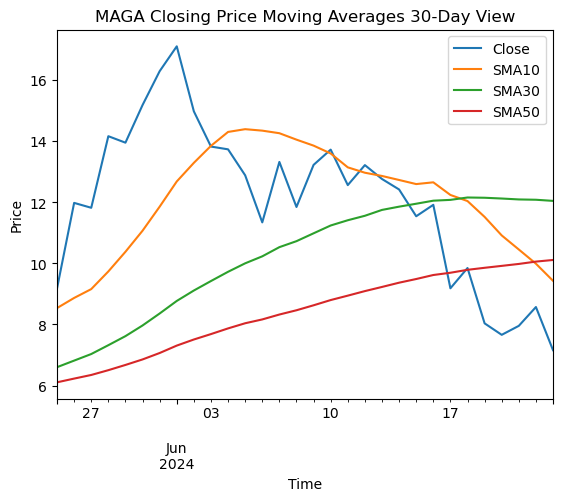 MAGA Closing Price Moving Averages 30-Day View
Close
SMA10
SMA30
SMA50
Price
16
14
12
10
8
6
27
03
10
17
Jun
2024
Time